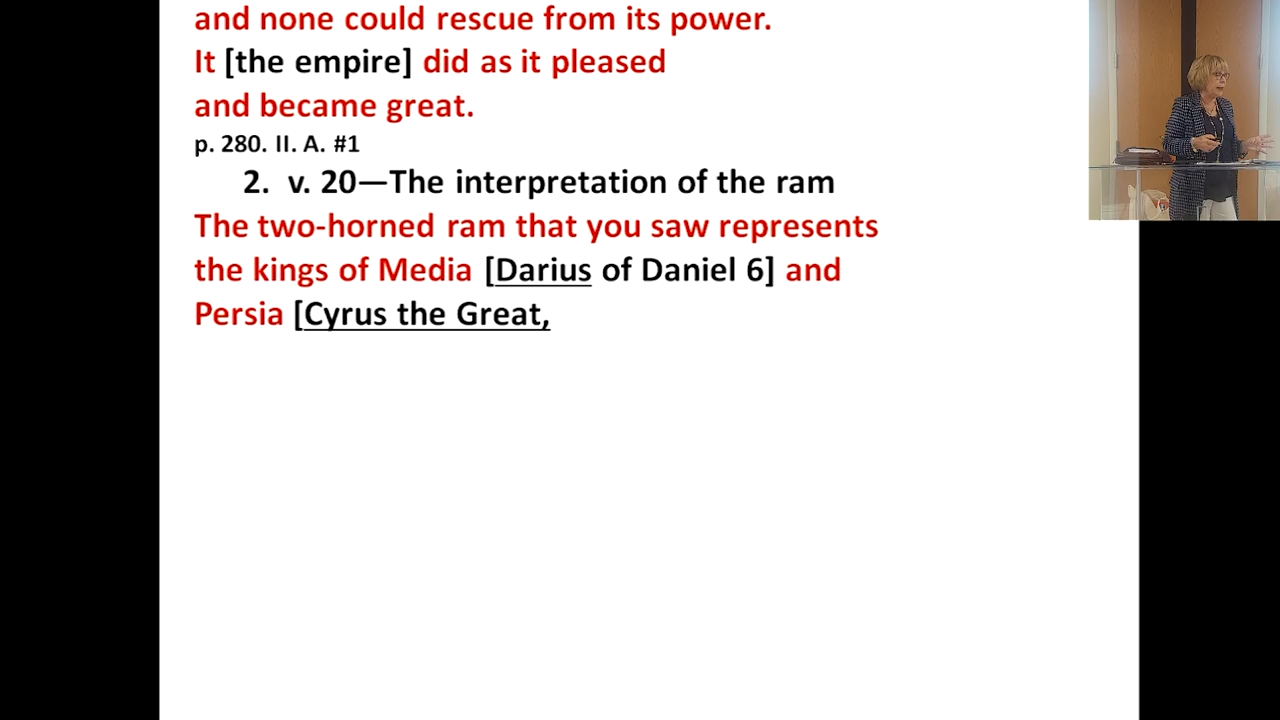 and none could rescue from its power.
It [the empire] did as it pleased
and became great.
p. 280. II. A. #1
2. v. 20—The interpretation of the ram
The two-horned ram that you saw represents
the kings of Media [Darius of Daniel 6] and
Persia [Cyrus the Great,